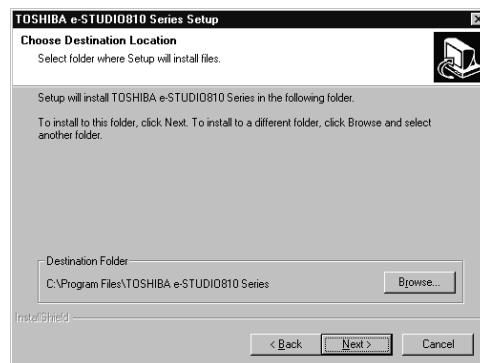 TOSHIBA e-STUDIO810 Series Setup
Choose Destination Location
Select folder where Setup will install files.
Setup will install TOSHIBA e-STUDIO810 Series in the following folder.
To install to this folder, click Next. To install to a different folder, click Browse and select
another folder.
Destination Folder
C:\Program Files\TOSHIBA e-STUDIO810 Series
Browse...
InstallShield
< Back
Next >
Cancel